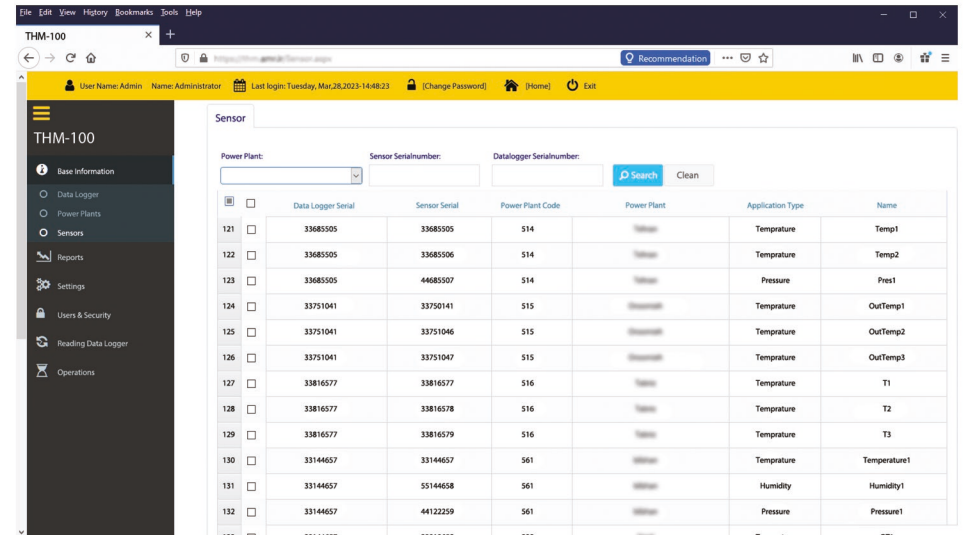 File Edit View History Bookmarks Tools Help
THM-100
Recommendation
User Name: Admin Name: Administrator Last login: Tuesday, Mar,28,2023-14:48:23 [Change Password] [Home] Exit
THM-100
Base Information
Data Logger
Power Plants
Sensors
Reports
Settings
Users & Security
Reading Data Logger
Operations
Sensor
Power Plant: Sensor Serialnumber: Datalogger Serialnumber:
Search Clean
Data Logger Serial Sensor Serial Power Plant Code Power Plant Application Type Name
121 33685505 33685505 514 Temprature Temp1
122 33685505 33685506 514 Temprature Temp2
123 33685505 44685507 514 Pressure Pres1
124 33751041 33750141 515 Temprature OutTemp1
125 33751041 33751046 515 Temprature OutTemp2
126 33751041 33751047 515 Temprature OutTemp3
127 33816577 33816577 516 Temprature T1
128 33816577 33816578 516 Temprature T2
129 33816577 33816579 516 Temprature T3
130 33144657 33144657 561 Temprature Temperature1
131 33144657 55144658 561 Humidity Humidity1
132 33144657 44122259 561 Pressure Pressure1